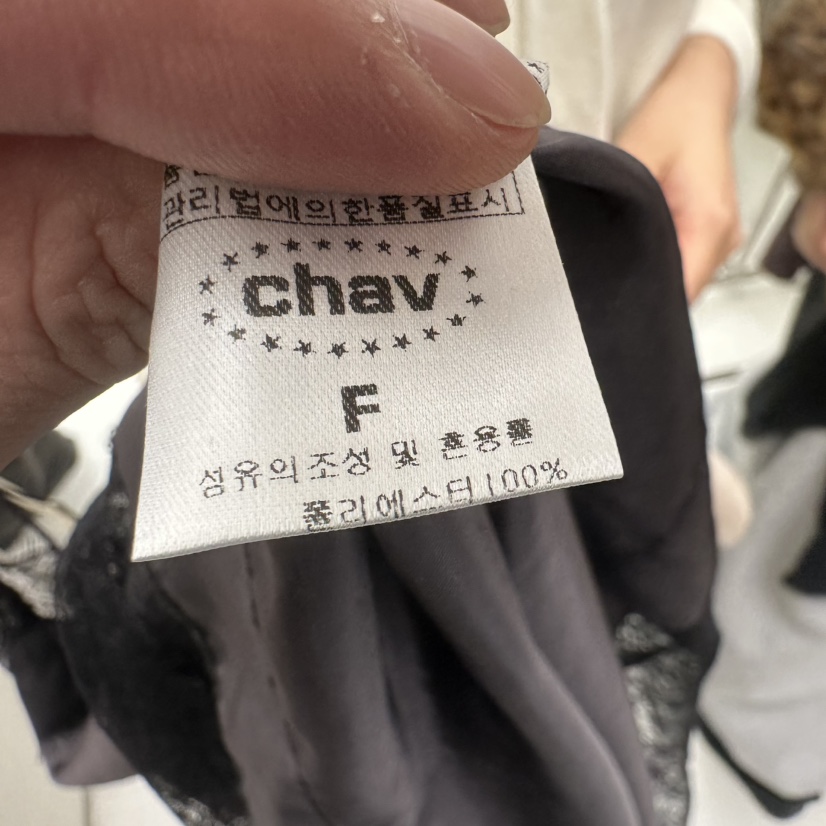 관리법에의한품질표시
chav
F
섬유의조성 및 혼용률
폴리에스터100%